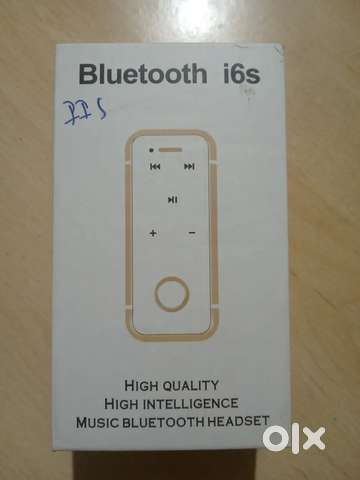 Bluetooth i6s
HIGH QUALITY
HIGH INTELLIGENCE
MUSIC BLUETOOTH HEADSET
olx